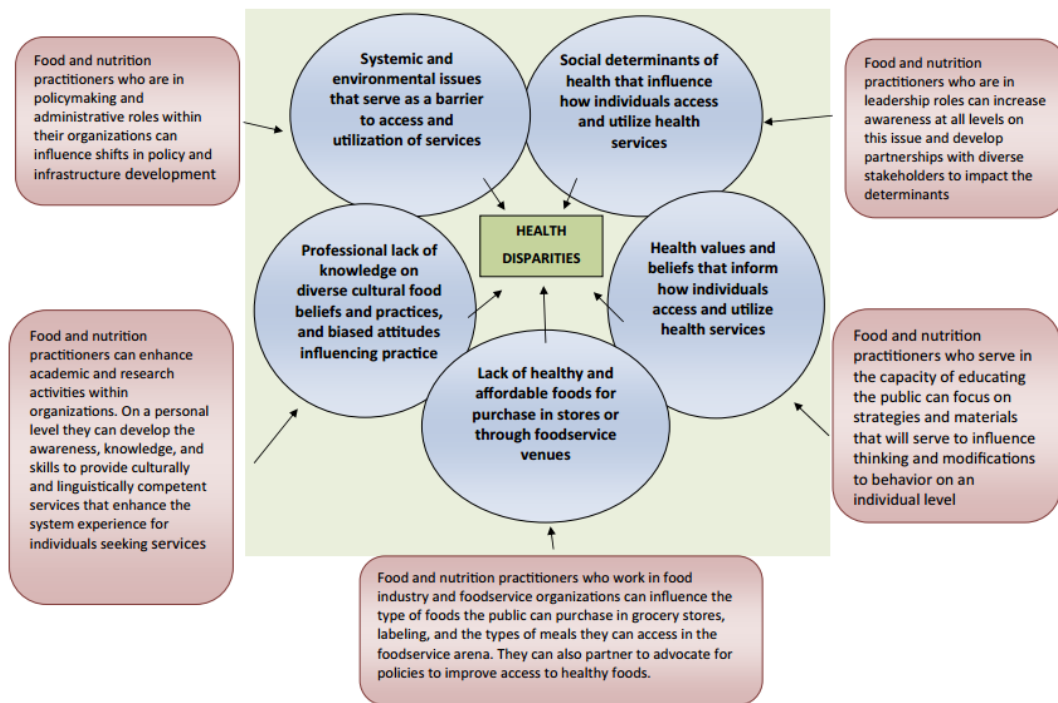 Food and nutrition
practitioners who are in
policymaking and
administrative roles within
their organizations can
influence shifts in policy and
infrastructure development
Systemic and
environmental issues
that serve as a barrier
to access and
utilization of services
Social determinants of
health that influence
how individuals access
and utilize health
services
Food and nutrition
practitioners who are in
leadership roles can increase
awareness at all levels on
this issue and develop
partnerships with diverse
stakeholders to impact the
determinants
HEALTH
DISPARITIES
Professional lack of
knowledge on
diverse cultural food
beliefs and practices,
and biased attitudes
influencing practice
Health values and
beliefs that inform
how individuals
access and utilize
health services
Lack of healthy and
affordable foods for
purchase in stores or
through foodservice
venues
Food and nutrition
practitioners can enhance
academic and research
activities within
organizations. On a personal
level they can develop the
awareness, knowledge, and
skills to provide culturally
and linguistically competent
services that enhance the
system experience for
individuals seeking services
Food and nutrition
practitioners who serve in
the capacity of educating
the public can focus on
strategies and materials
that will serve to influence
thinking and modifications
to behavior on an
individual level
Food and nutrition practitioners who work in food
industry and foodservice organizations can influence the
type of foods the public can purchase in grocery stores,
labeling, and the types of meals they can access in the
foodservice arena. They can also partner to advocate for
policies to improve access to healthy foods.